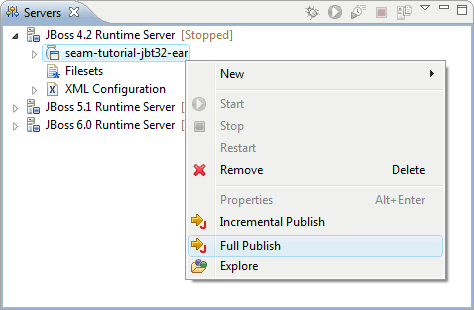 Servers
JBoss 4.2 Runtime Server [Stopped]
seam-tutorial-jbt32-ear
Filesets
XML Configuration
JBoss 5.1 Runtime Server [
JBoss 6.0 Runtime Server [
New
Start
Stop
Restart
Remove Delete
Properties Alt+Enter
Incremental Publish
Full Publish
Explore